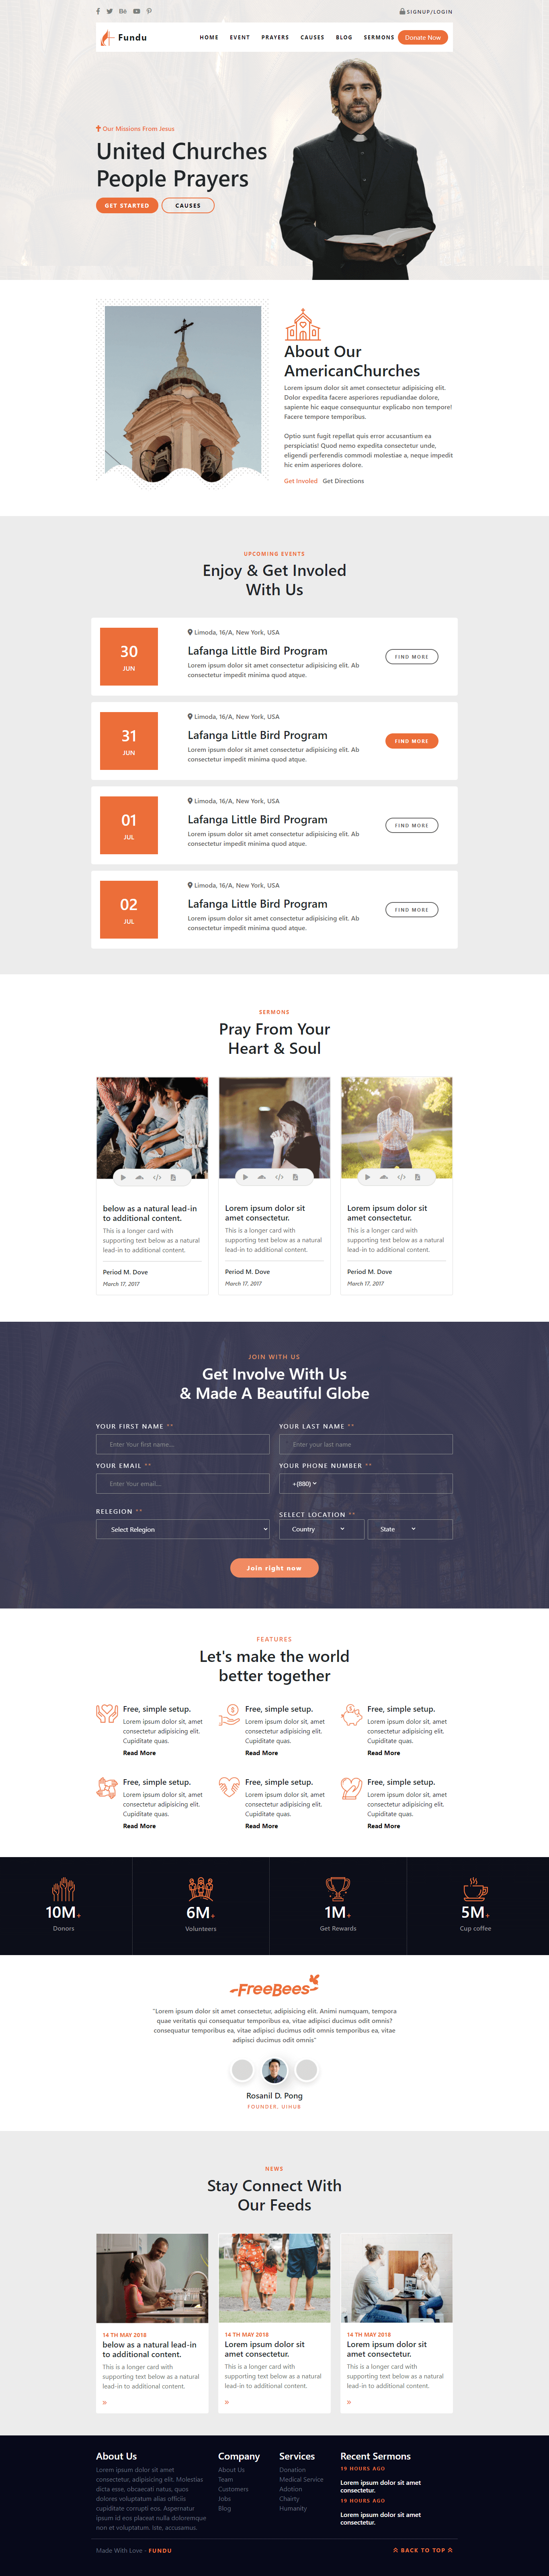 SIGNUP/LOGIN
Fundu
HOME EVENT PRAYERS CAUSES BLOG SERMONS Donate Now
Our Missions From Jesus
United Churches
People Prayers
GET STARTED CAUSES
About Our
AmericanChurches
Lorem ipsum dolor sit amet consectetur adipisicing elit.
Dolor expedita facere asperiores repudiandae dolore,
sapiente hic eaque consequuntur explicabo non tempore!
Facere tempore temporibus.
Optio sunt fugit repellat quis error accusantium ea
perspiciatis! Quod nemo expedita consectetur unde,
eligendi perferendis commodi molestiae a, neque impedit
hic enim asperiores dolore.
Get Involed Get Directions
UPCOMING EVENTS
Enjoy & Get Involed
With Us
30
JUN
Limoda, 16/A, New York, USA
Lafanga Little Bird Program
Lorem ipsum dolor sit amet consectetur adipisicing elit. Ab
consectetur impedit minima quod atque.
FIND MORE
31
JUN
Limoda, 16/A, New York, USA
Lafanga Little Bird Program
Lorem ipsum dolor sit amet consectetur adipisicing elit. Ab
consectetur impedit minima quod atque.
FIND MORE
01
JUL
Limoda, 16/A, New York, USA
Lafanga Little Bird Program
Lorem ipsum dolor sit amet consectetur adipisicing elit. Ab
consectetur impedit minima quod atque.
FIND MORE
02
JUL
Limoda, 16/A, New York, USA
Lafanga Little Bird Program
Lorem ipsum dolor sit amet consectetur adipisicing elit. Ab
consectetur impedit minima quod atque.
FIND MORE
SERMONS
Pray From Your
Heart & Soul
below as a natural lead-in
to additional content.
This is a longer card with
supporting text below as a natural
lead-in to additional content.
Period M. Dove
March 17, 2017
Lorem ipsum dolor sit
amet consectetur.
This is a longer card with
supporting text below as a natural
lead-in to additional content.
Period M. Dove
March 17, 2017
Lorem ipsum dolor sit
amet consectetur.
This is a longer card with
supporting text below as a natural
lead-in to additional content.
Period M. Dove
March 17, 2017
JOIN WITH US
Get Involve With Us
& Made A Beautiful Globe
YOUR FIRST NAME ** YOUR LAST NAME **
Enter Your first name... Enter your last name
YOUR EMAIL ** YOUR PHONE NUMBER **
Enter Your email... +(880)
RELEGION ** SELECT LOCATION **
Select Relegion Country State
Join right now
FEATURES
Let's make the world
better together
Free, simple setup.
Lorem ipsum dolor sit, amet
consectetur adipisicing elit.
Cupiditate quas.
Read More
Free, simple setup.
Lorem ipsum dolor sit, amet
consectetur adipisicing elit.
Cupiditate quas.
Read More
Free, simple setup.
Lorem ipsum dolor sit, amet
consectetur adipisicing elit.
Cupiditate quas.
Read More
Free, simple setup.
Lorem ipsum dolor sit, amet
consectetur adipisicing elit.
Cupiditate quas.
Read More
Free, simple setup.
Lorem ipsum dolor sit, amet
consectetur adipisicing elit.
Cupiditate quas.
Read More
Free, simple setup.
Lorem ipsum dolor sit, amet
consectetur adipisicing elit.
Cupiditate quas.
Read More
10M+ 6M+ 1M+ 5M+
Donors Volunteers Get Rewards Cup coffee
FreeBees
"Lorem ipsum dolor sit amet consectetur, adipisicing elit. Animi numquam, tempora
quae veritatis qui consequatur temporibus ea, vitae adipisci ducimus odit omnis?
consequatur temporibus ea, vitae adipisci ducimus odit omnis temporibus ea, vitae
adipisci ducimus odit omnis"
Rosanil D. Pong
FOUNDER, UIHUB
NEWS
Stay Connect With
Our Feeds
14 TH MAY 2018
below as a natural lead-in
to additional content.
This is a longer card with
supporting text below as a natural
lead-in to additional content.
»
14 TH MAY 2018
Lorem ipsum dolor sit
amet consectetur.
This is a longer card with
supporting text below as a natural
lead-in to additional content.
»
14 TH MAY 2018
Lorem ipsum dolor sit
amet consectetur.
This is a longer card with
supporting text below as a natural
lead-in to additional content.
»
About Us
Lorem ipsum dolor sit amet
consectetur, adipisicing elit. Molestias
dicta esse, obcaecati natus, quos
dolores voluptatum alias officiis
cupiditate corrupti eos. Aspernatur
ipsum id eos placeat nulla doloremque
non et voluptatum. Iste, accusamus.
Company
About Us
Team
Customers
Jobs
Blog
Services
Donation
Medical Service
Adotion
Chairty
Humanity
Recent Sermons
19 HOURS AGO
Lorem ipsum dolor sit amet
consectetur.
19 HOURS AGO
Lorem ipsum dolor sit amet
consectetur.
Made With Love - FUNDU
BACK TO TOP